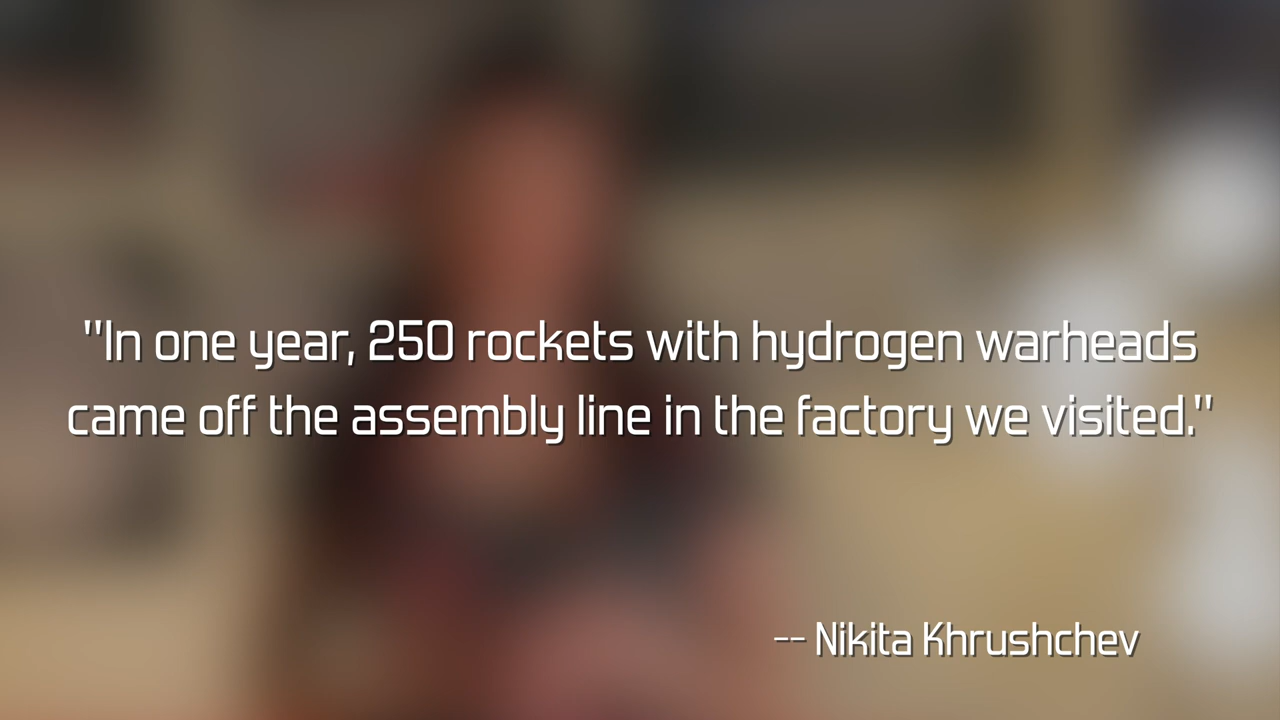 "In one year, 250 rockets with hydrogen warheads
came off the assembly line in the factory we visited."
-- Nikita Khrushchev